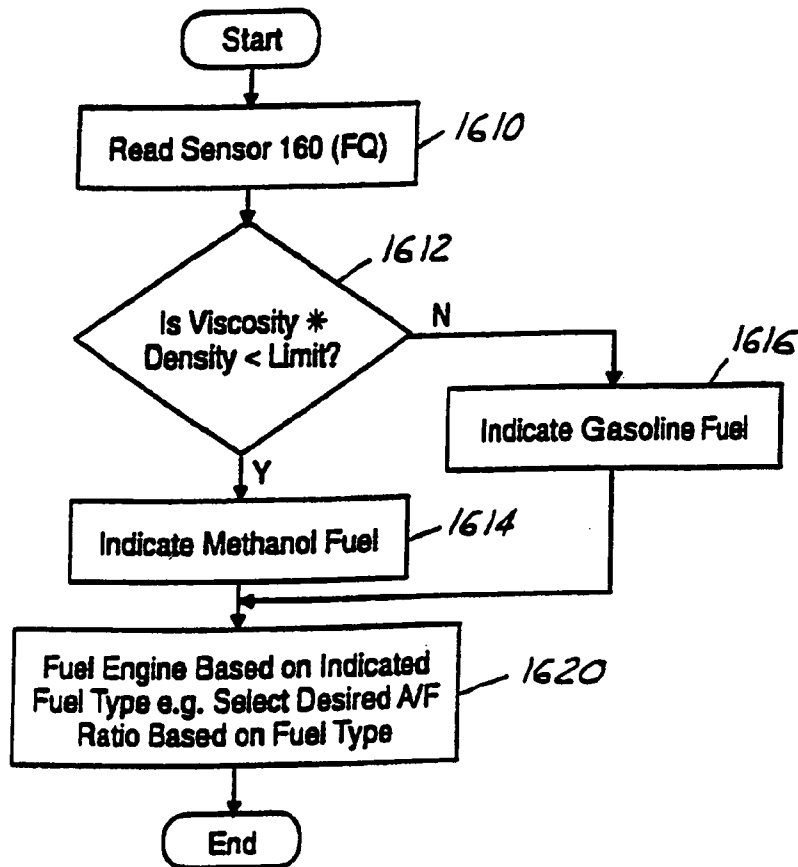 Start
Read Sensor 160 (FQ)
1610
1612
Is Viscosity *
Density < Limit?
N
1616
Indicate Gasoline Fuel
Y
Indicate Methanol Fuel
1614
Fuel Engine Based on Indicated
Fuel Type e.g. Select Desired A/F
Ratio Based on Fuel Type
1620
End